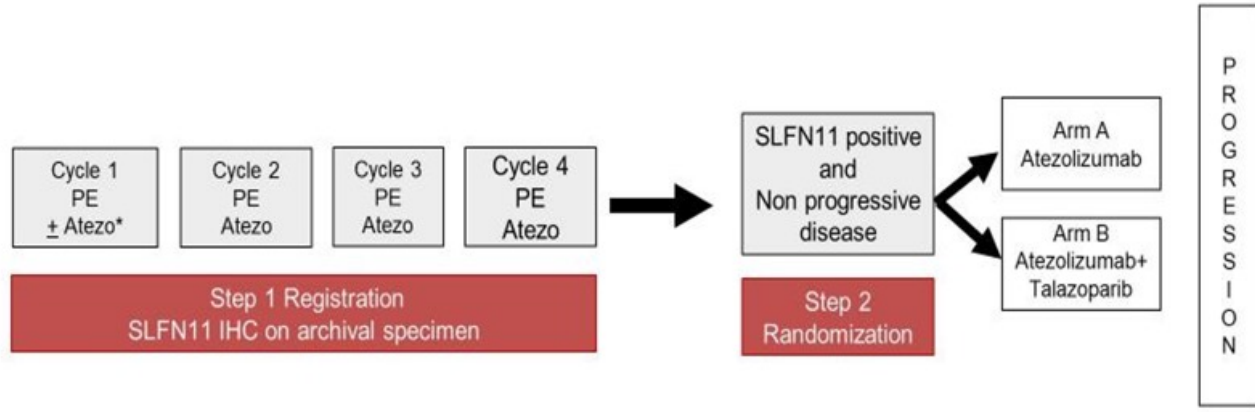 Cycle 1
PE
± Atezo*
Cycle 2
PE
Atezo
Cycle 3
PE
Atezo
Cycle 4
PE
Atezo
Step 1 Registration
SLFN11 IHC on archival specimen
SLFN11 positive
and
Non progressive
disease
Step 2
Randomization
Arm A
Atezolizumab
Arm B
Atezolizumab+
Talazoparib
P
R
O
G
R
E
S
S
I
O
N